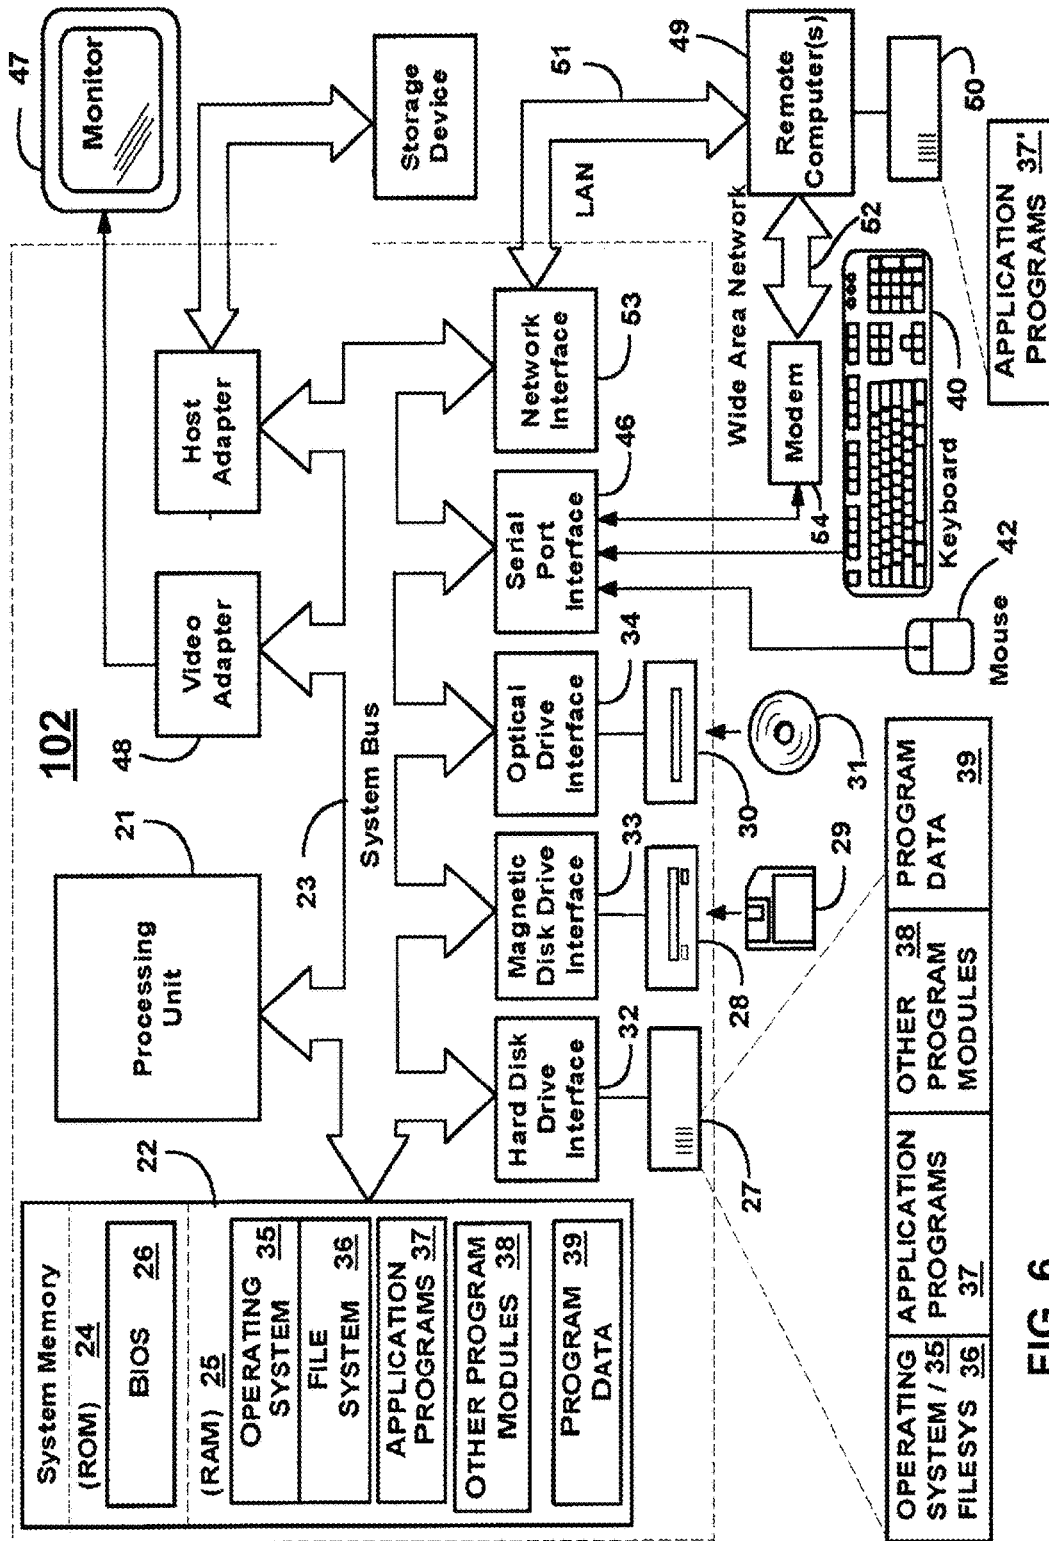 102
System Memory
(ROM) 24
BIOS 26
(RAM) 25
OPERATING
SYSTEM 35
FILE
SYSTEM 36
APPLICATION
PROGRAMS 37
OTHER PROGRAM
MODULES 38
PROGRAM
DATA 39
22
Processing
Unit
21
48
Video
Adapter
Host
Adapter
47
Monitor
Storage
Device
23
System Bus
Hard Disk
Drive
Interface
32
Magnetic
Disk Drive
Interface
33
Optical
Drive
Interface
34
Serial
Port
Interface
46
Network
Interface
53
LAN
51
49
Remote
Computer(s)
Wide Area Network
52
Modem
54
50
27
28
29
30
31
Keyboard
40
Mouse
42
APPLICATION
PROGRAMS 37'
OPERATING
SYSTEM / 35
FILESYS 36
APPLICATION
PROGRAMS
37
OTHER 38
PROGRAM
MODULES
PROGRAM
DATA
39
FIG. 6